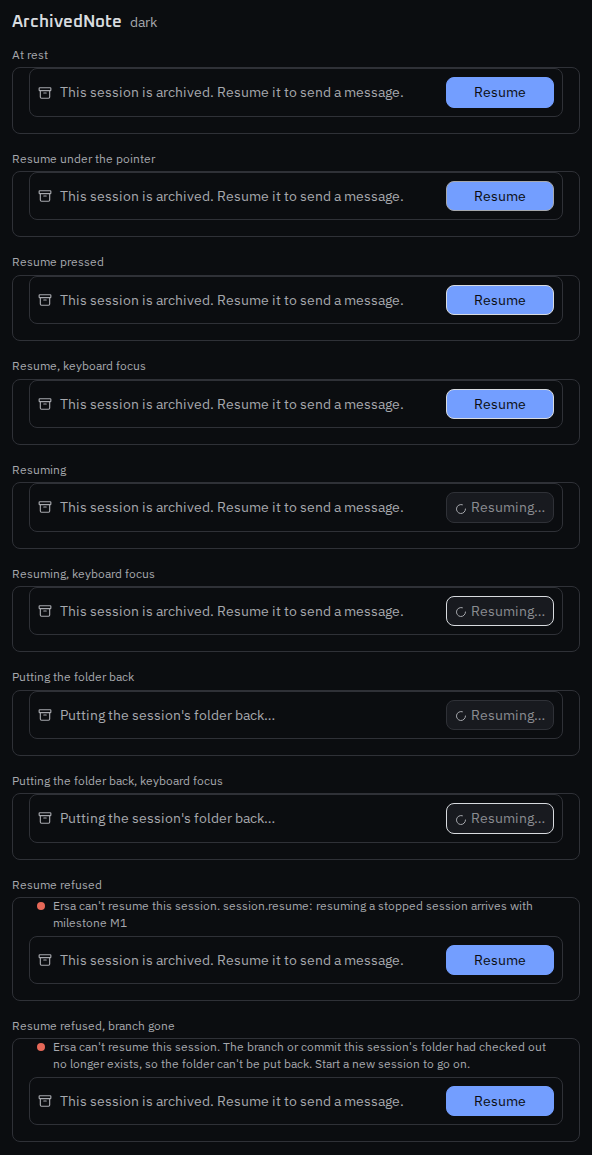 ArchivedNote dark
At rest
This session is archived. Resume it to send a message. Resume
Resume under the pointer
This session is archived. Resume it to send a message. Resume
Resume pressed
This session is archived. Resume it to send a message. Resume
Resume, keyboard focus
This session is archived. Resume it to send a message. Resume
Resuming
This session is archived. Resume it to send a message. Resuming…
Resuming, keyboard focus
This session is archived. Resume it to send a message. Resuming…
Putting the folder back
Putting the session's folder back… Resuming…
Putting the folder back, keyboard focus
Putting the session's folder back… Resuming…
Resume refused
Ersa can't resume this session. session.resume: resuming a stopped session arrives with
milestone M1
This session is archived. Resume it to send a message. Resume
Resume refused, branch gone
Ersa can't resume this session. The branch or commit this session's folder had checked out
no longer exists, so the folder can't be put back. Start a new session to go on.
This session is archived. Resume it to send a message. Resume